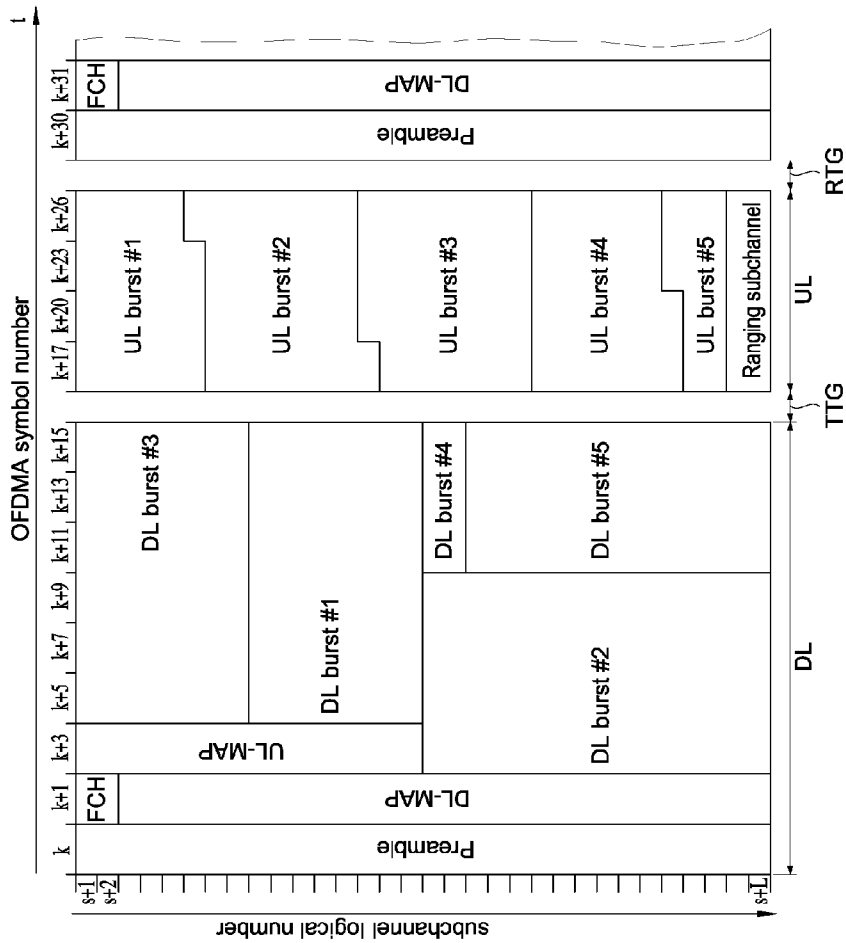 OFDMA symbol number
t
k
k+1
k+3
k+5
k+7
k+9
k+11
k+13
k+15
k+17
k+20
k+23
k+26
k+30
k+31
subchannel logical number
s+1
s+2
s+L
Preamble
FCH
DL-MAP
UL-MAP
DL burst #3
DL burst #1
DL burst #2
DL burst #4
DL burst #5
UL burst #1
UL burst #2
UL burst #3
UL burst #4
UL burst #5
Ranging subchannel
Preamble
FCH
DL-MAP
DL
TTG
UL
RTG